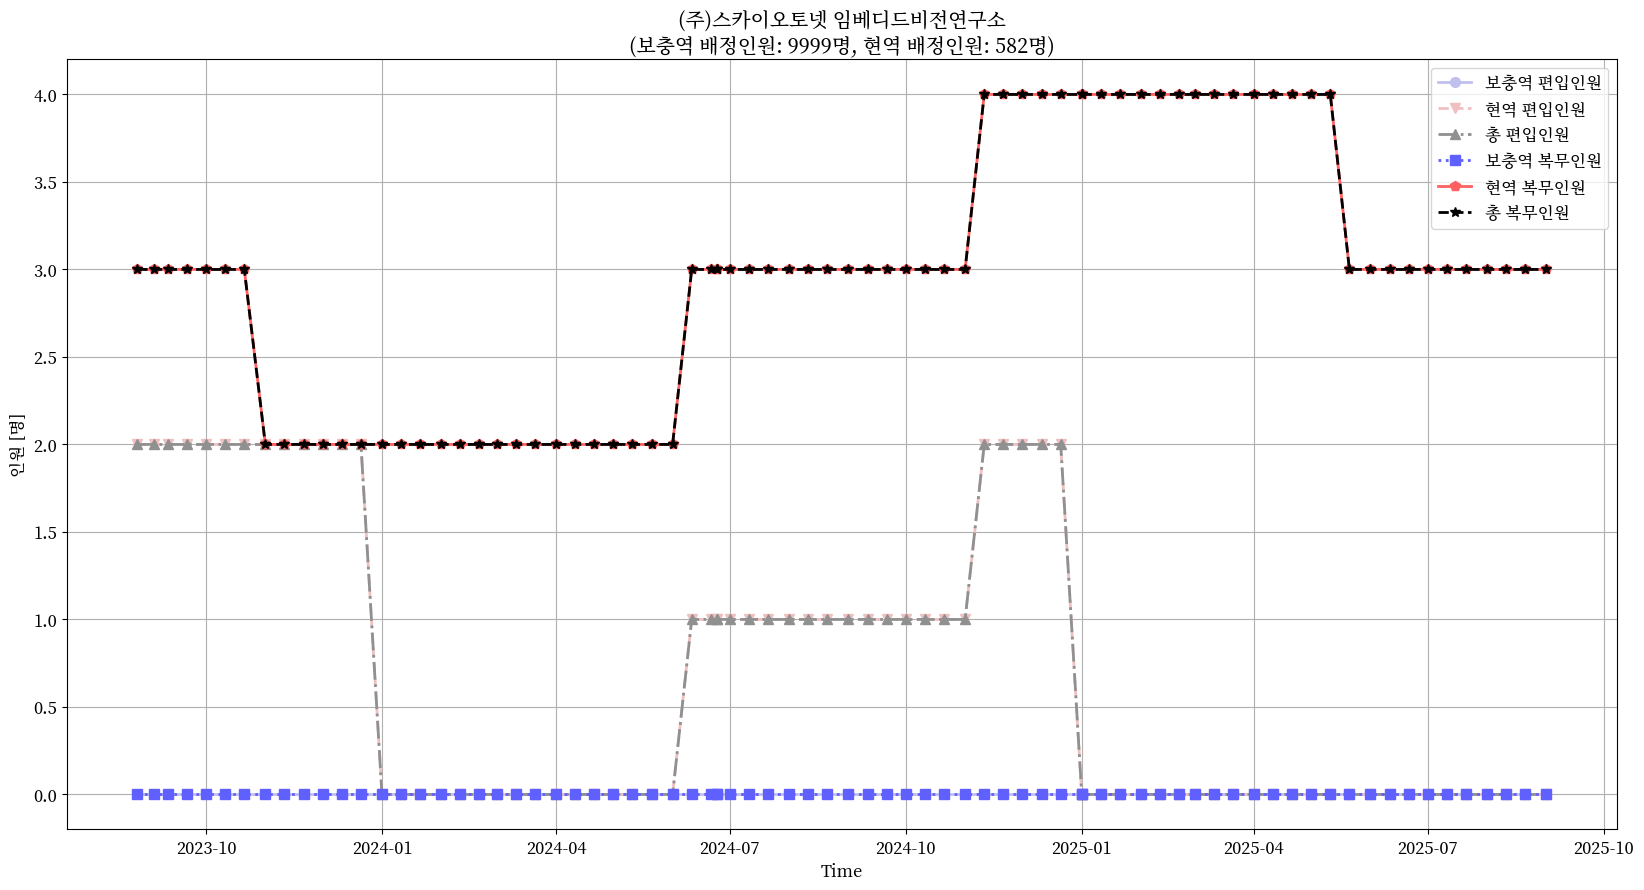 (주)스카이오토넷 임베디드비전연구소
(보충역 배정인원: 9999명, 현역 배정인원: 582명)
보충역 편입인원
현역 편입인원
총 편입인원
보충역 복무인원
현역 복무인원
총 복무인원
인원 [명]
4.0
3.5
3.0
2.5
2.0
1.5
1.0
0.5
0.0
2023-10
2024-01
2024-04
2024-07
2024-10
2025-01
2025-04
2025-07
2025-10
Time